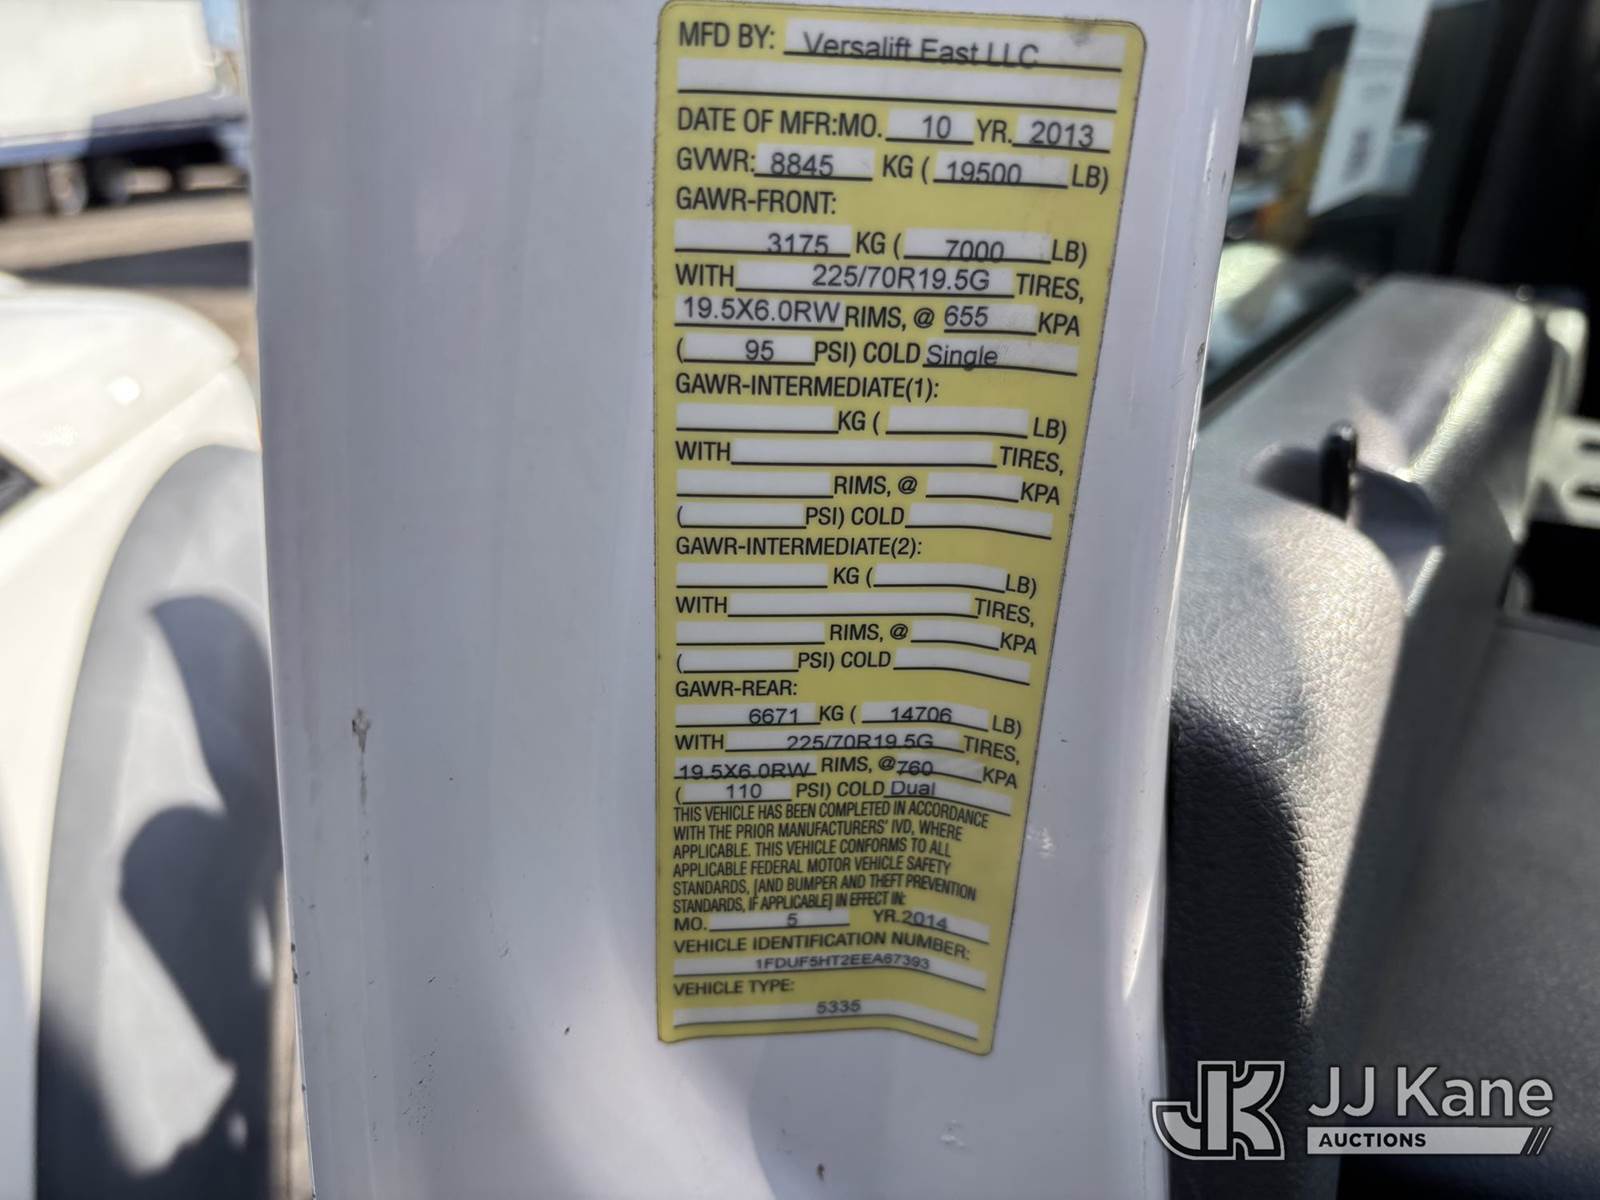 MFD BY: Versalift East LLC
DATE OF MFR:MO. 10 YR. 2013
GVWR: 8845 KG ( 19500 LB)
GAWR-FRONT:
3175 KG ( 7000 LB)
WITH 225/70R19.5G TIRES,
19.5X6.0RW RIMS, @ 655 KPA
( 95 PSI) COLD Single
GAWR-INTERMEDIATE(1):
KG ( LB)
WITH TIRES,
RIMS, @ KPA
( PSI) COLD
GAWR-INTERMEDIATE(2):
KG ( LB)
WITH TIRES,
RIMS, @ KPA
( PSI) COLD
GAWR-REAR:
6671 KG ( 14706 LB)
WITH 225/70R19.5G TIRES,
19.5X6.0RW RIMS, @ 760 KPA
( 110 PSI) COLD Dual
THIS VEHICLE HAS BEEN COMPLETED IN ACCORDANCE
WITH THE PRIOR MANUFACTURERS' IVD, WHERE
APPLICABLE. THIS VEHICLE CONFORMS TO ALL
APPLICABLE FEDERAL MOTOR VEHICLE SAFETY
STANDARDS, [AND BUMPER AND THEFT PREVENTION
STANDARDS, IF APPLICABLE] IN EFFECT IN:
MO. 5 YR. 2014
VEHICLE IDENTIFICATION NUMBER:
1FDUF5HT2EEA67393
VEHICLE TYPE:
5335
JK JJ Kane
AUCTIONS